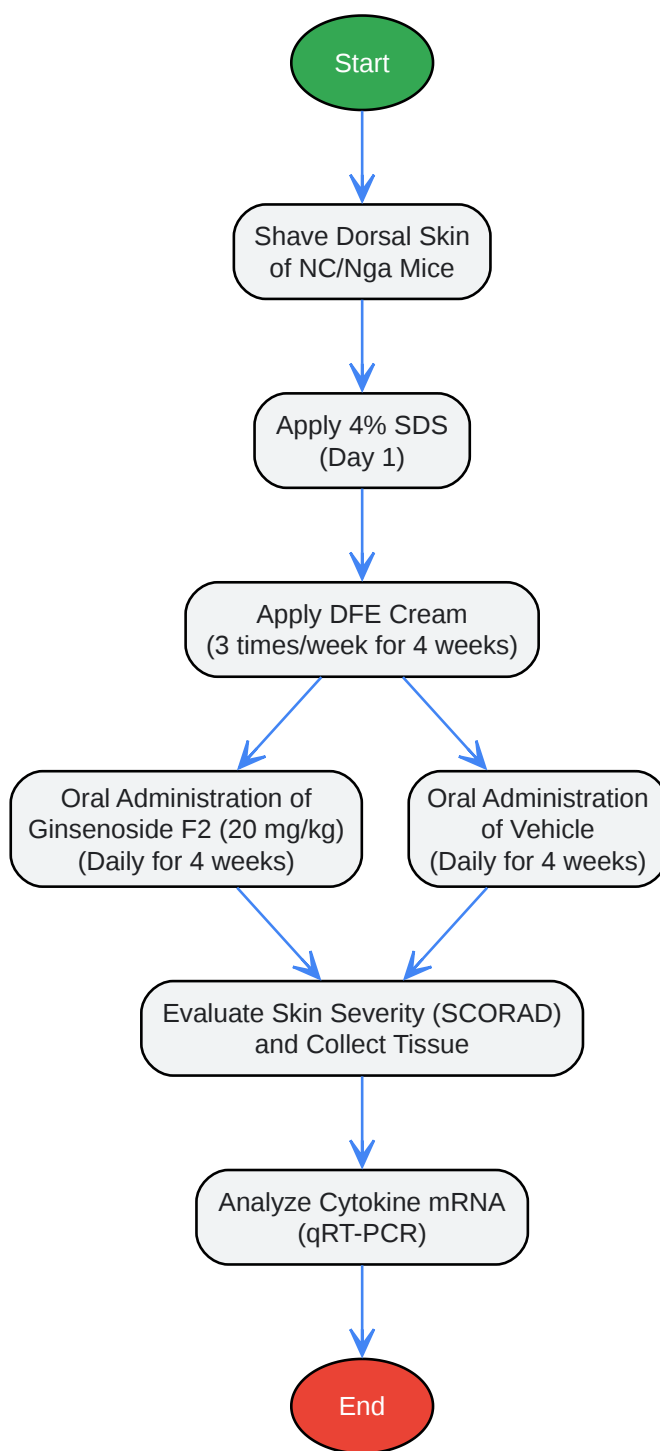 Start
Shave Dorsal Skin
of NC/Nga Mice
Apply 4% SDS
(Day 1)
Apply DFE Cream
(3 times/week for 4 weeks)
Oral Administration of
Ginsenoside F2 (20 mg/kg)
(Daily for 4 weeks)
Oral Administration
of Vehicle
(Daily for 4 weeks)
Evaluate Skin Severity (SCORAD)
and Collect Tissue
Analyze Cytokine mRNA
(qRT-PCR)
End